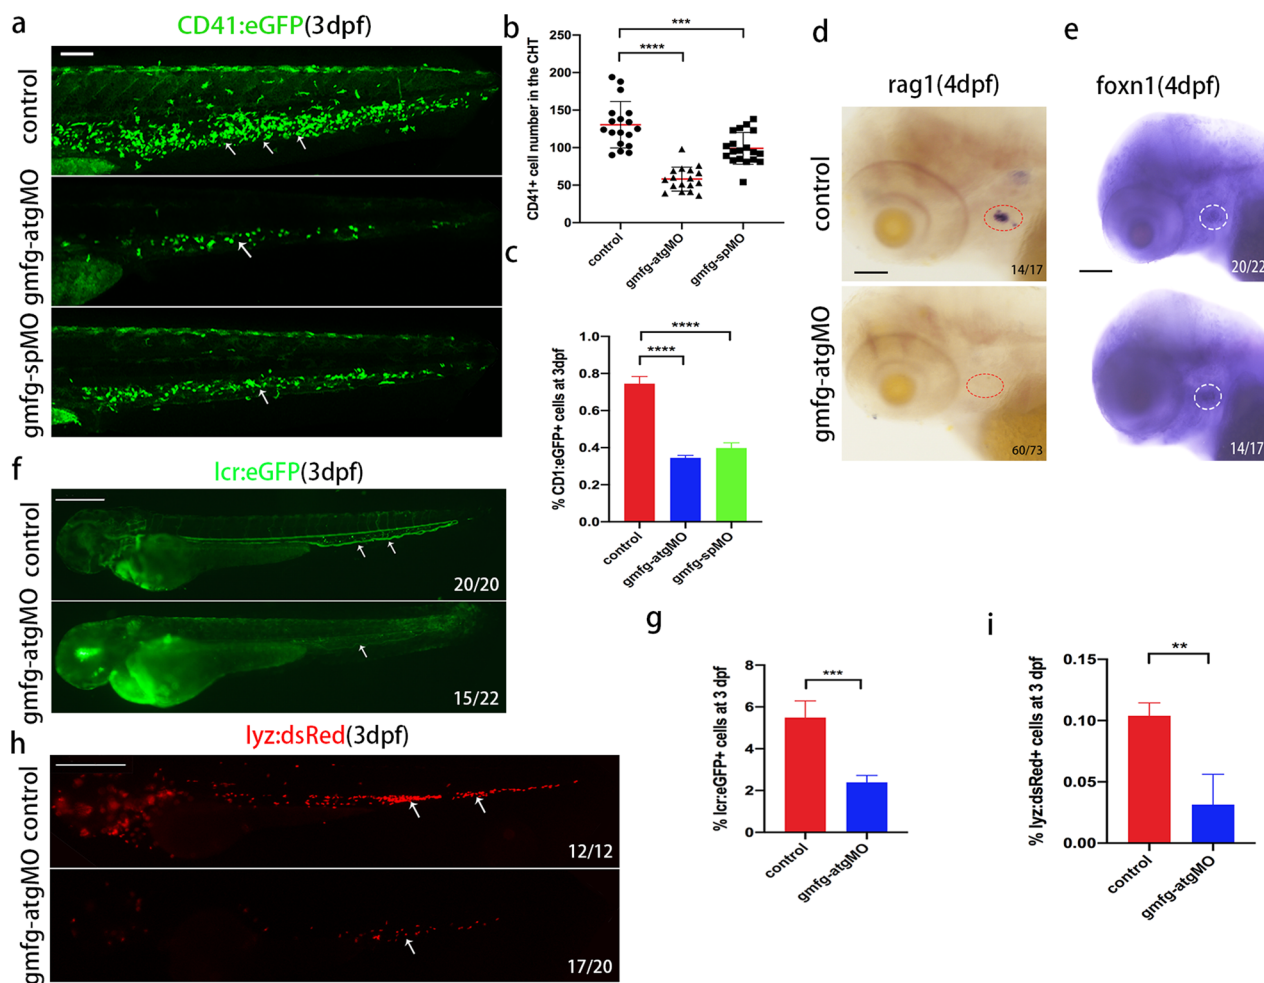 a
CD41:eGFP(3dpf)
control
gmfg-atgMO
gmfg-spMO
b
CD41+ cell number in the CHT
250
200
150
100
50
0
****
***
control
gmfg-atgMO
gmfg-spMO
c
% CD1:eGFP+ cells at 3dpf
1.0
0.8
0.6
0.4
0.2
0.0
****
****
control
gmfg-atgMO
gmfg-spMO
d
rag1(4dpf)
control
14/17
gmfg-atgMO
60/73
e
foxn1(4dpf)
20/22
14/17
f
lcr:eGFP(3dpf)
control
20/20
gmfg-atgMO
15/22
g
% lcr:eGFP+ cells at 3 dpf
8
6
4
2
0
***
control
gmfg-atgMO
h
lyz:dsRed(3dpf)
control
12/12
gmfg-atgMO
17/20
i
% lyz:dsRed+ cells at 3 dpf
0.15
0.10
0.05
0.00
**
control
gmfg-atgMO